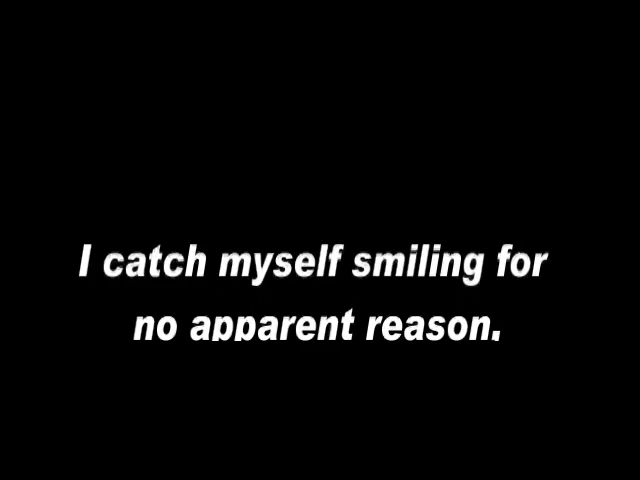 I catch myself smiling for
no apparent reason.